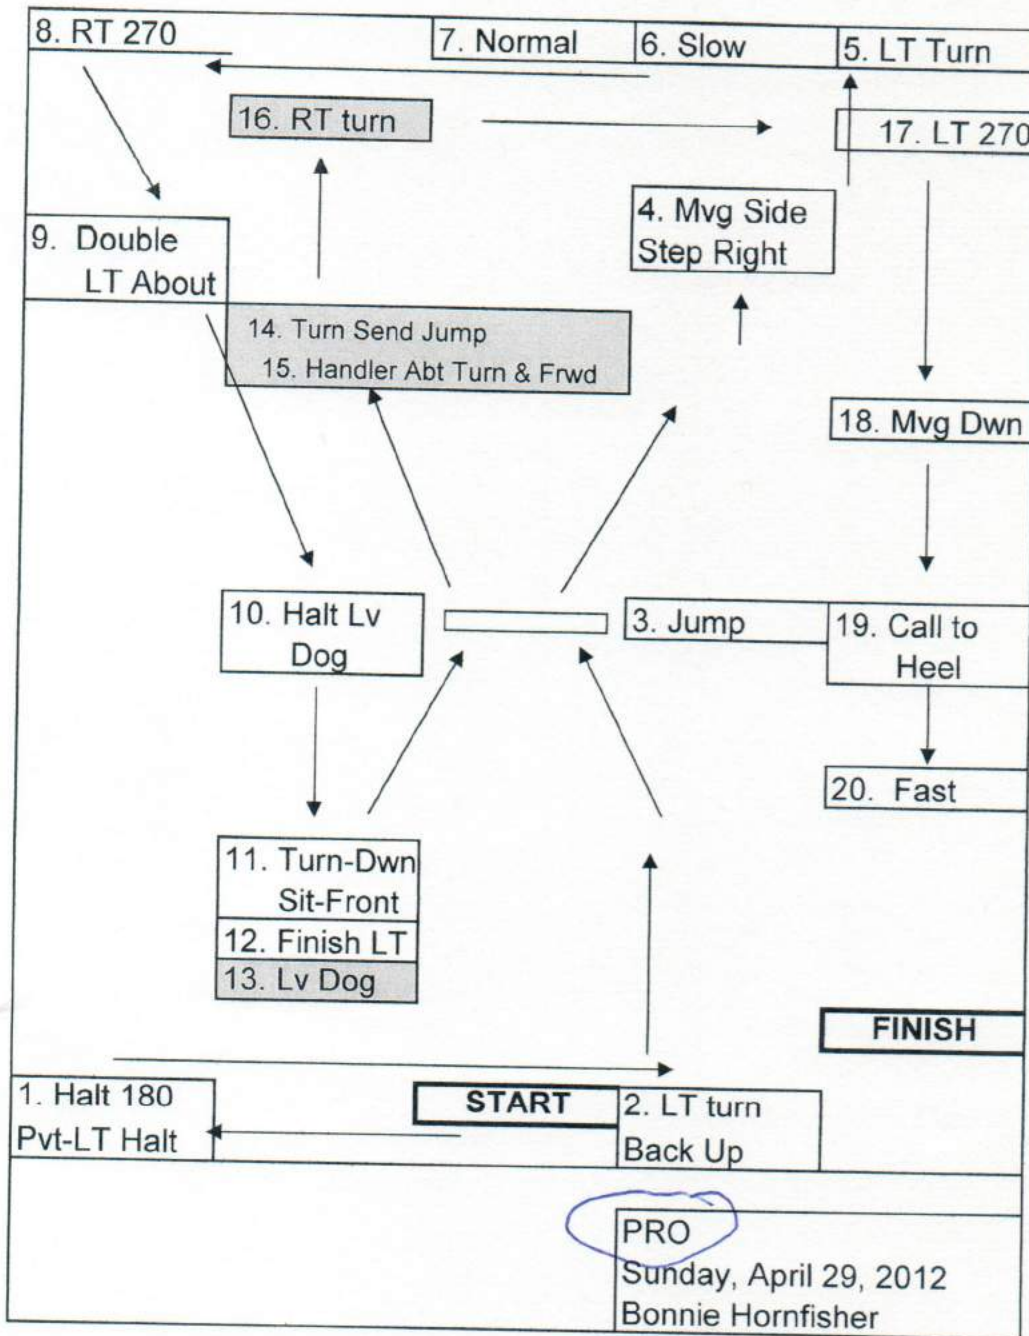 8. RT 270
7. Normal
6. Slow
5. LT Turn
16. RT turn
17. LT 270
4. Mvg Side
Step Right
9. Double
LT About
14. Turn Send Jump
15. Handler Abt Turn & Frwd
18. Mvg Dwn
10. Halt Lv
Dog
3. Jump
19. Call to
Heel
20. Fast
11. Turn-Dwn
Sit-Front
12. Finish LT
13. Lv Dog
FINISH
1. Halt 180
Pvt-LT Halt
START
2. LT turn
Back Up
PRO
Sunday, April 29, 2012
Bonnie Hornfisher